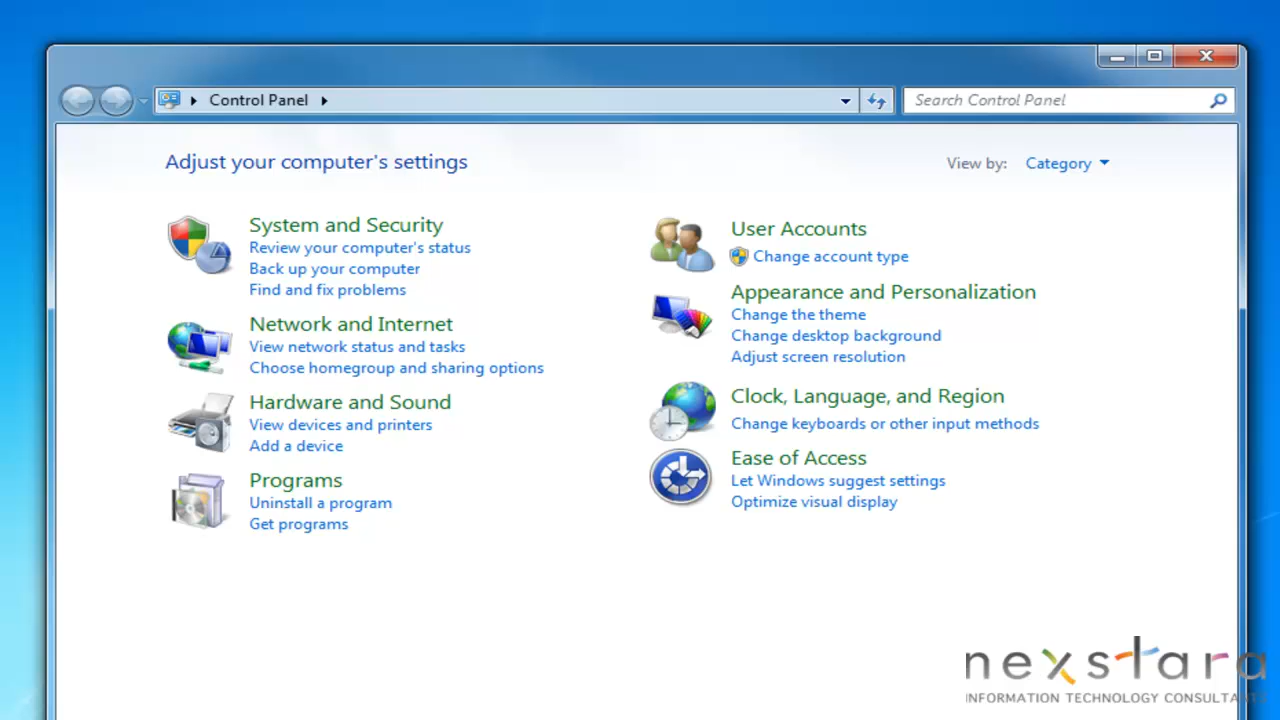 Control Panel
Search Control Panel
Adjust your computer's settings
View by: Category
System and Security
Review your computer's status
Back up your computer
Find and fix problems
Network and Internet
View network status and tasks
Choose homegroup and sharing options
Hardware and Sound
View devices and printers
Add a device
Programs
Uninstall a program
Get programs
User Accounts
Change account type
Appearance and Personalization
Change the theme
Change desktop background
Adjust screen resolution
Clock, Language, and Region
Change keyboards or other input methods
Ease of Access
Let Windows suggest settings
Optimize visual display
nexstara
INFORMATION TECHNOLOGY CONSULTANTS